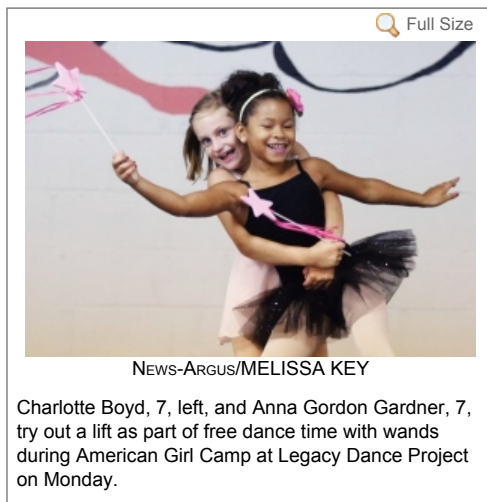 Full Size
News-Argus/MELISSA KEY
Charlotte Boyd, 7, left, and Anna Gordon Gardner, 7,
try out a lift as part of free dance time with wands
during American Girl Camp at Legacy Dance Project
on Monday.